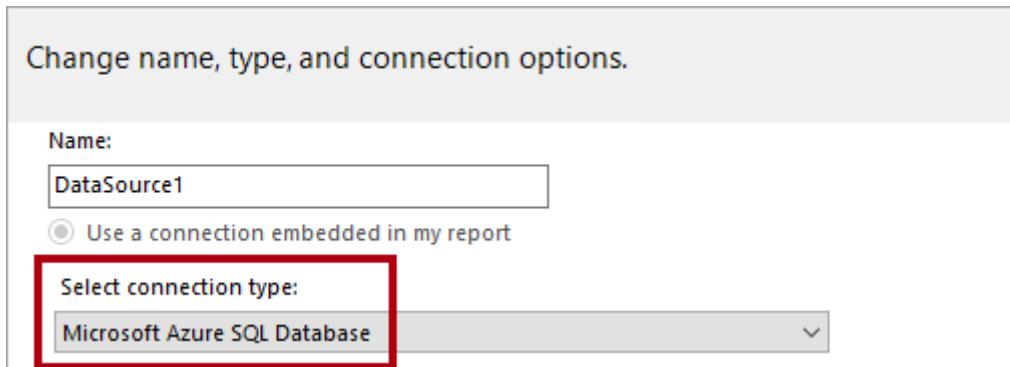 Change name, type, and connection options.
Name:
DataSource1
Use a connection embedded in my report
Select connection type:
Microsoft Azure SQL Database